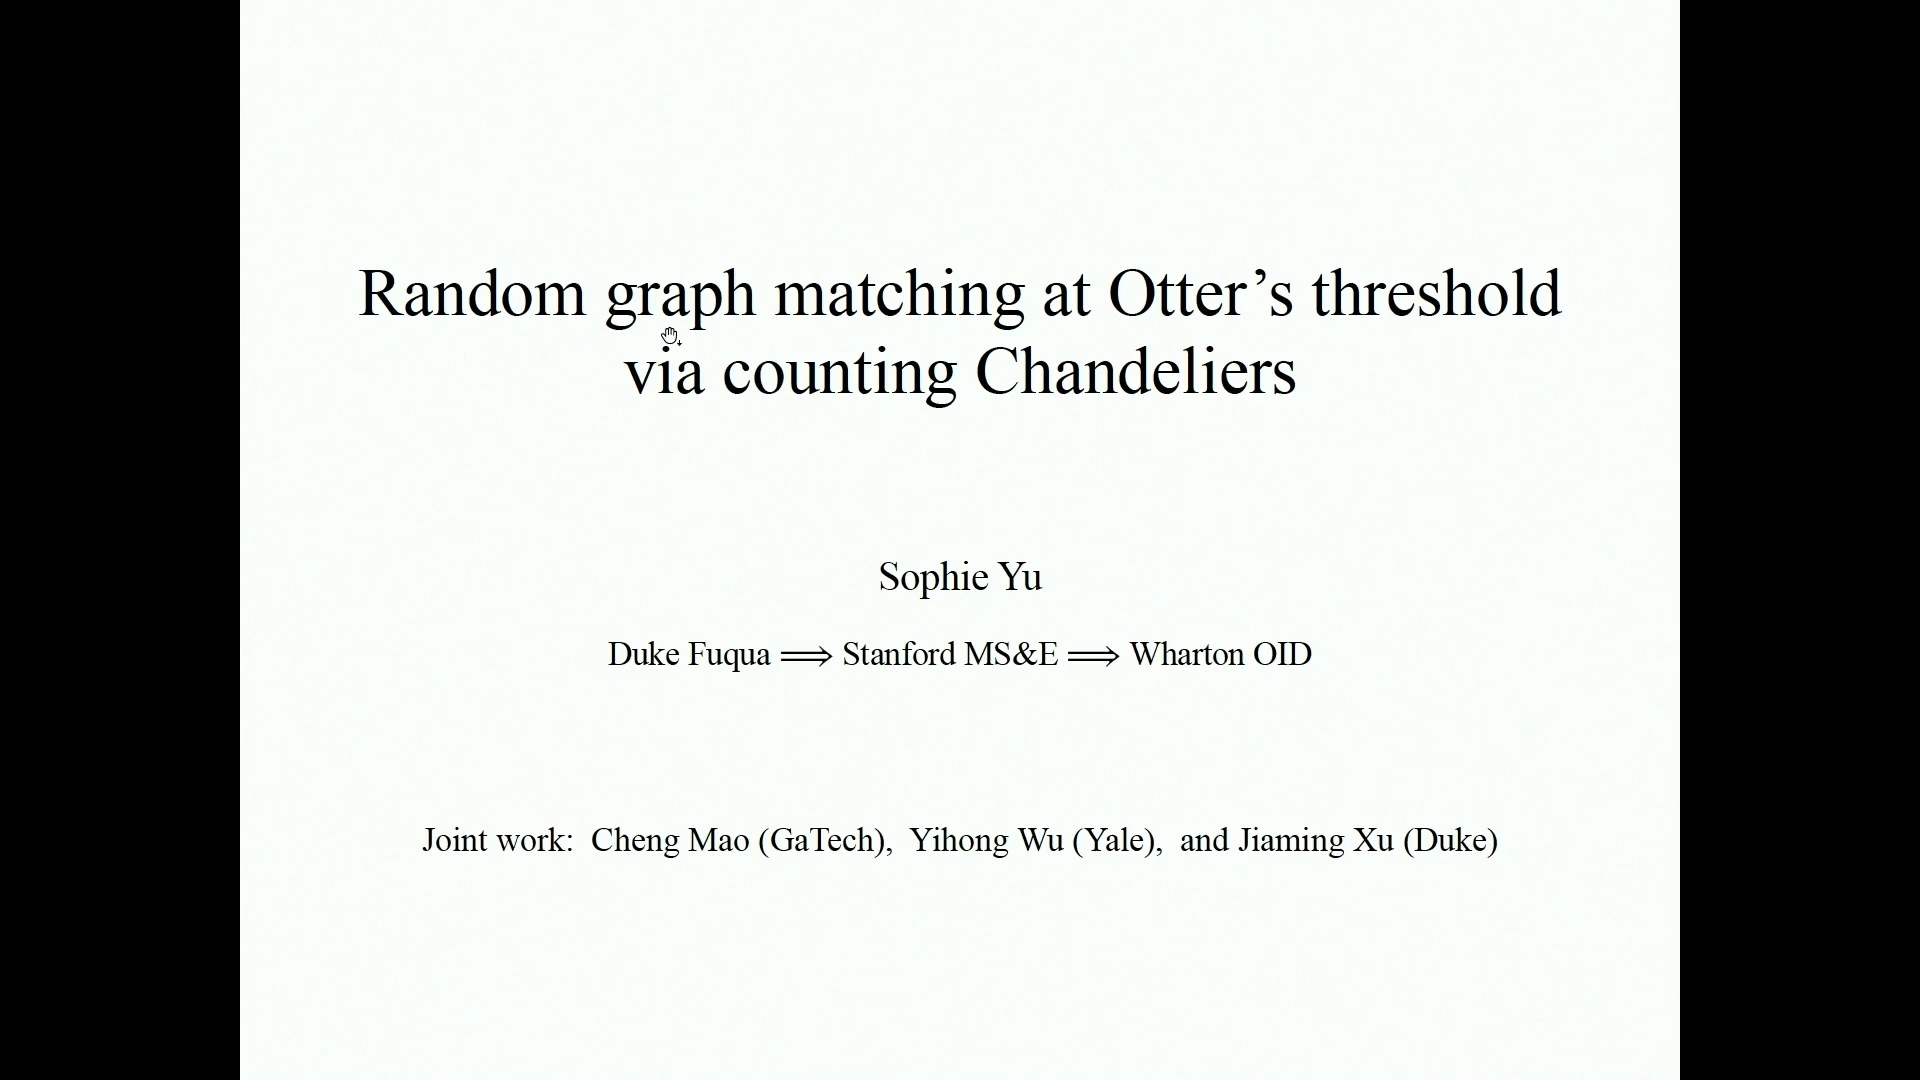 Random graph matching at Otter’s threshold
via counting Chandeliers
Sophie Yu
Duke Fuqua ⟹ Stanford MS&E ⟹ Wharton OID
Joint work: Cheng Mao (GaTech), Yihong Wu (Yale), and Jiaming Xu (Duke)